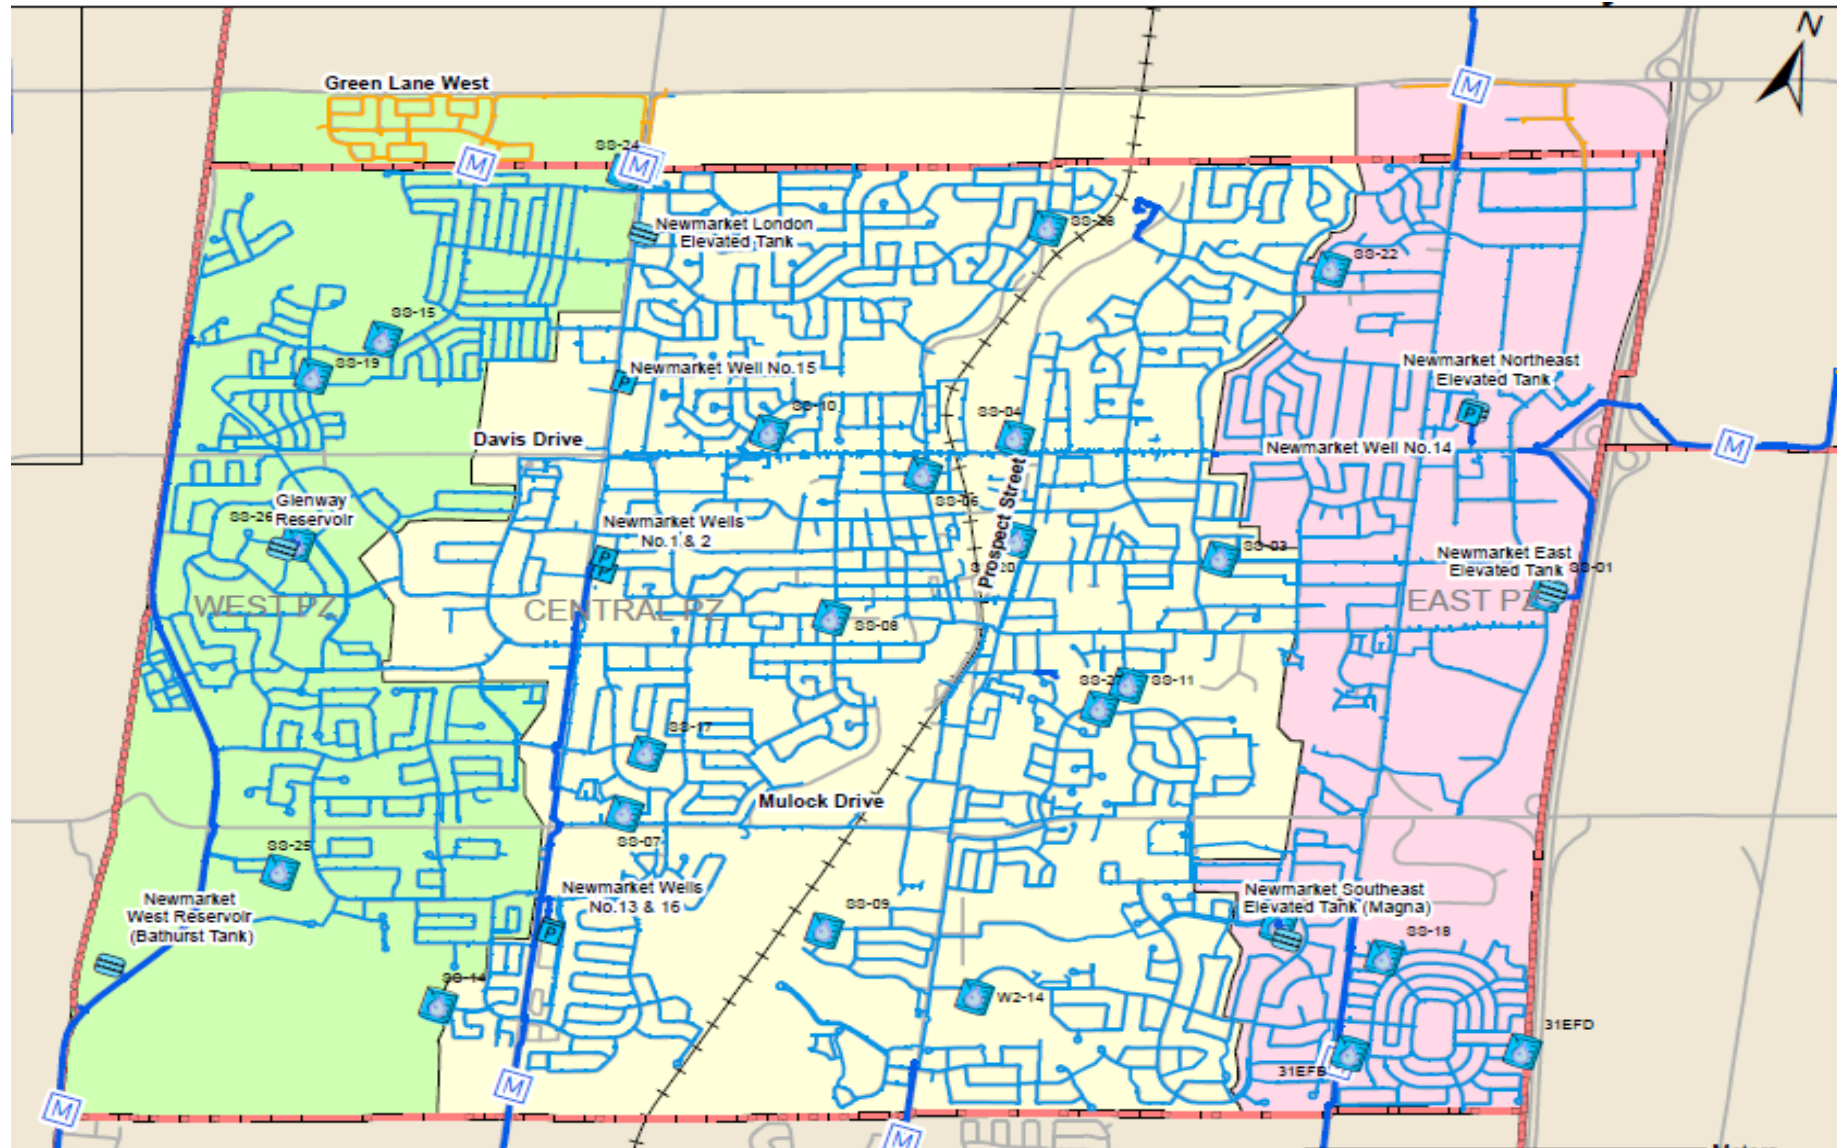 N
M
Green Lane West
SS-24
M
M
Newmarket London
Elevated Tank
SS-28
SS-22
SS-15
SS-19
Newmarket Well No.15
P
Newmarket Northeast
Elevated Tank
P
SS-10
SS-04
Davis Drive
Newmarket Well No.14
M
SS-06
Prospect Street
Glenway
Reservoir
SS-26
Newmarket Wells
No.1 & 2
P
P
SS-03
Newmarket East
Elevated Tank
SS-01
WEST PZ
CENTRAL PZ
EAST PZ
SS-08
SS-11
SS-17
Mulock Drive
SS-07
SS-25
Newmarket
West Reservoir
(Bathurst Tank)
Newmarket Wells
No.13 & 16
P
SS-09
Newmarket Southeast
Elevated Tank (Magna)
SS-18
SS-14
W2-14
31EFD
M
M
M